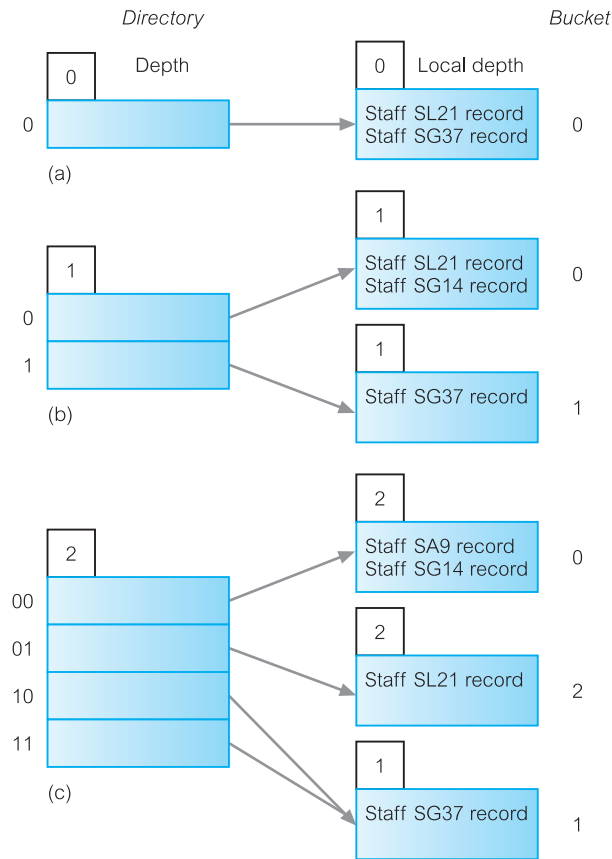 Directory Bucket
0 Depth 0 Local depth
0 Staff SL21 record 0
Staff SG37 record
(a)
1
1 Staff SL21 record 0
Staff SG14 record
0
1
1 Staff SG37 record
(b) 1
2
2 Staff SA9 record 0
Staff SG14 record
00
2
01 Staff SL21 record 2
10
11 1
(c) Staff SG37 record 1